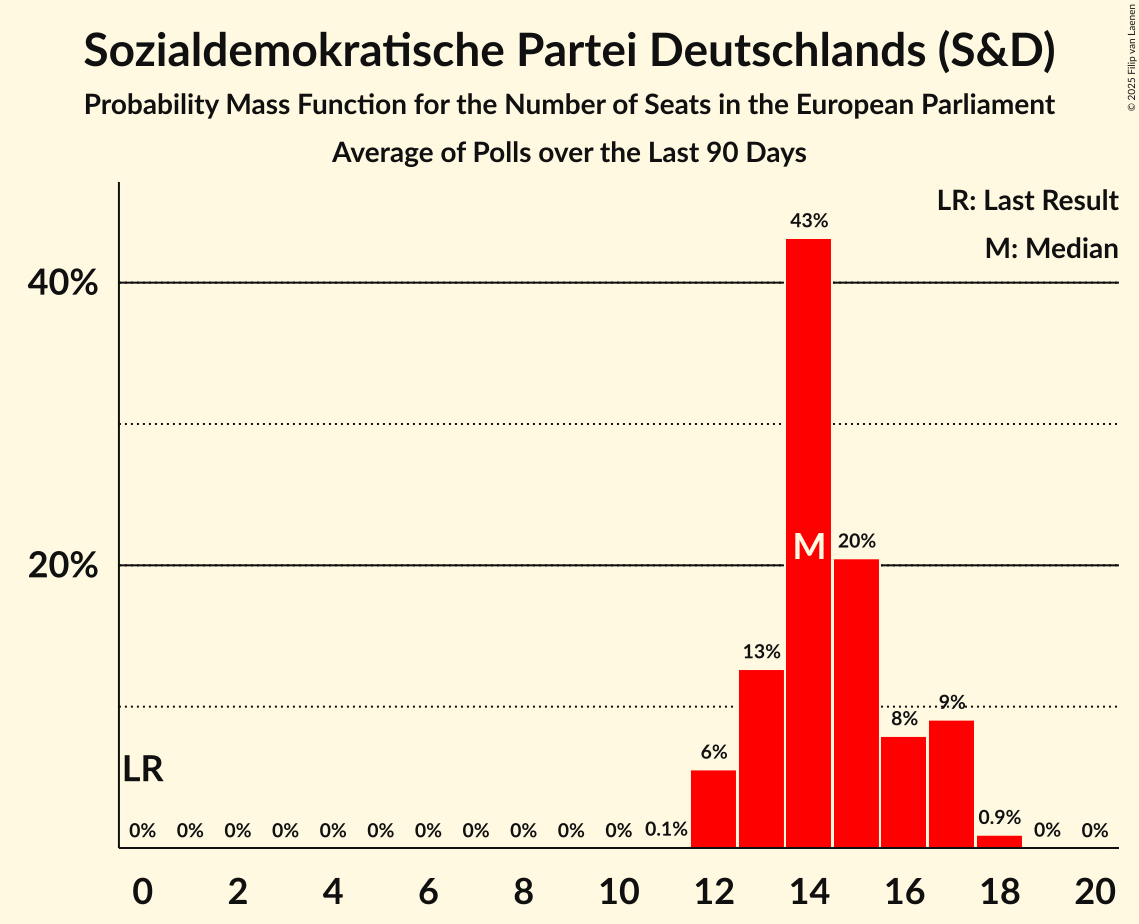 Sozialdemokratische Partei Deutschlands (S&D)
Probability Mass Function for the Number of Seats in the European Parliament
Average of Polls over the Last 90 Days
© 2025 Filip van Laenen
LR: Last Result
M: Median
43%
40%
M
20%
20%
13%
9%
8%
6%
LR
0% 0% 0% 0% 0% 0% 0% 0% 0% 0% 0% 0.1% 0.9% 0% 0%
0 2 4 6 8 10 12 14 16 18 20